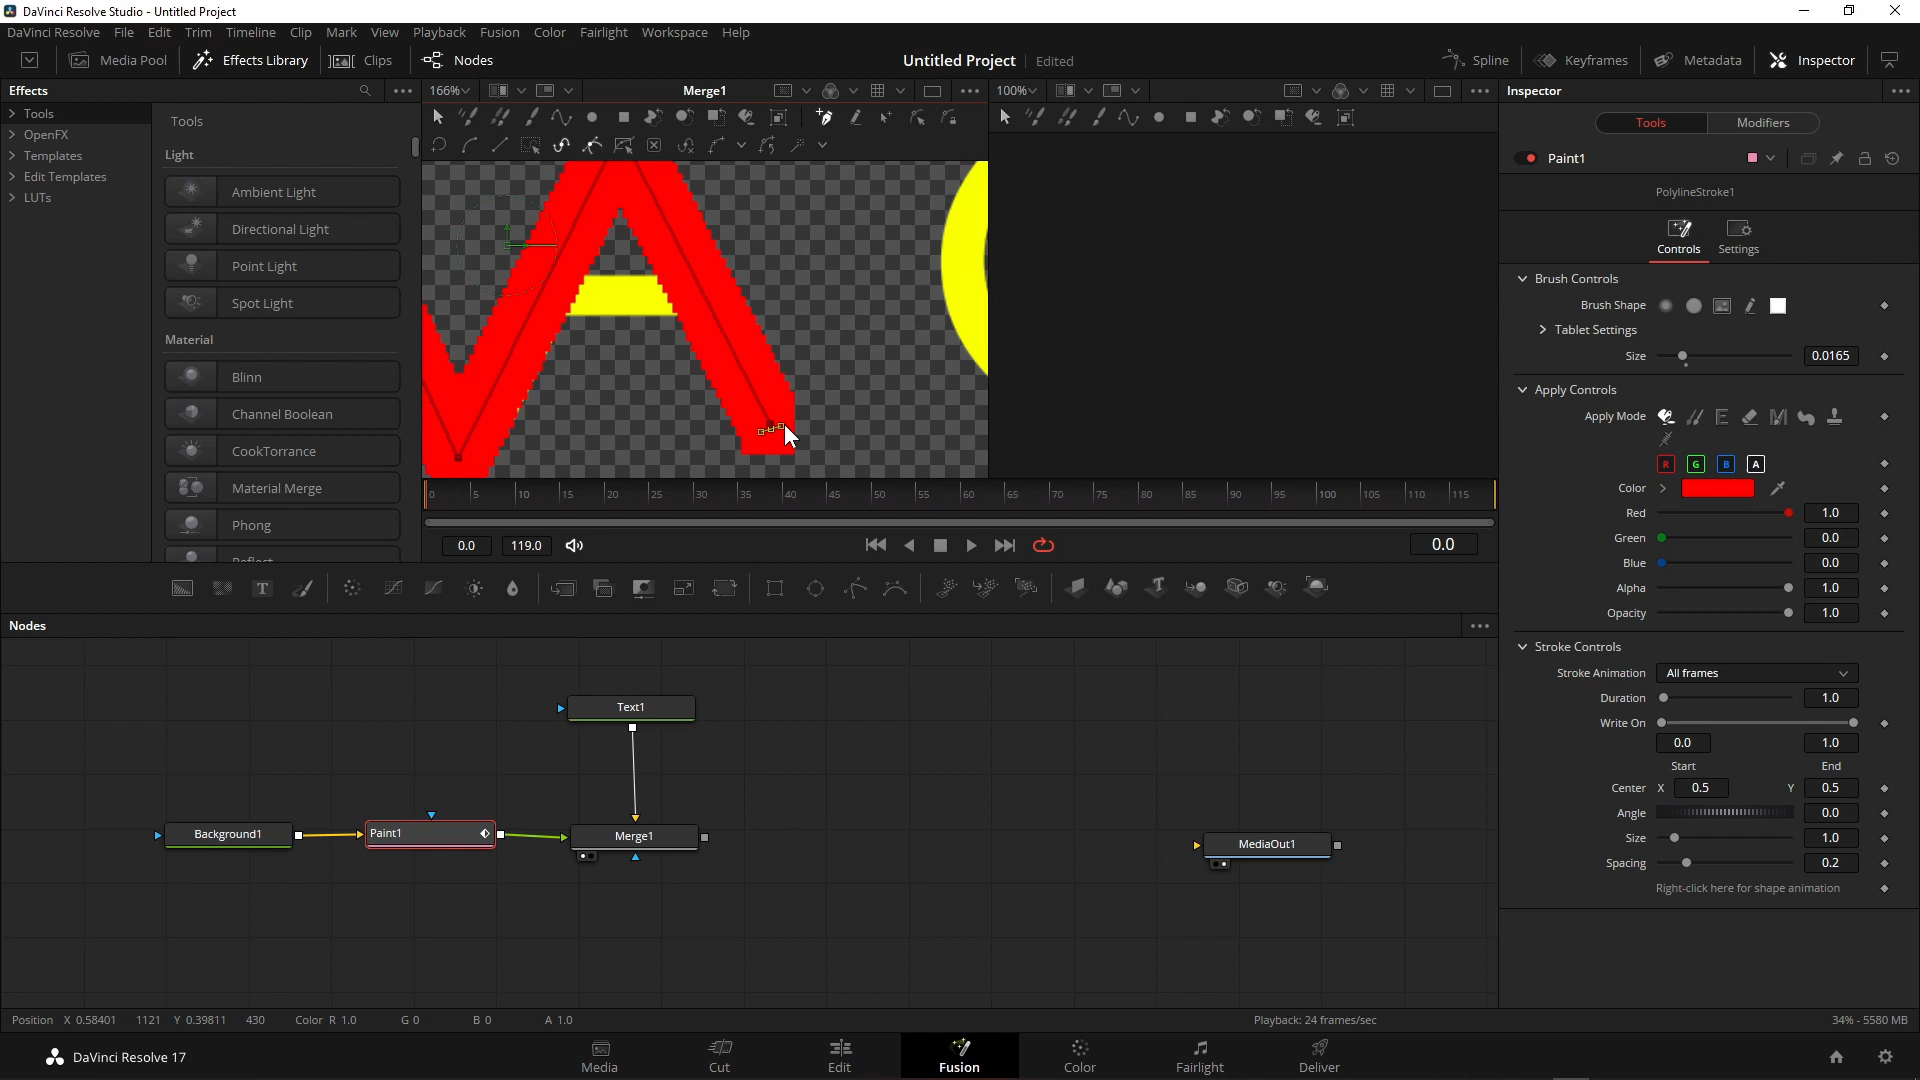 DaVinci Resolve Studio - Untitled Project
DaVinci Resolve File Edit Trim Timeline Clip Mark View Playback Fusion Color Fairlight Workspace Help
Media Pool Effects Library Clips Nodes Untitled Project Edited Spline Keyframes Metadata Inspector
Effects 166% Merge1 100% Inspector
Tools
OpenFX
Templates
Edit Templates
LUTs
Tools
Light
Ambient Light
Directional Light
Point Light
Spot Light
Material
Blinn
Channel Boolean
CookTorrance
Material Merge
Phong
Reflect
0 5 10 15 20 25 30 35 40 45 50 55 60 65 70 75 80 85 90 95 100 105 110 115
0.0 119.0 0.0
Tools Modifiers
Paint1
PolylineStroke1
Controls Settings
Brush Controls
Brush Shape
Tablet Settings
Size 0.0165
Apply Controls
Apply Mode
R G B A
Color
Red 1.0
Green 0.0
Blue 0.0
Alpha 1.0
Opacity 1.0
Stroke Controls
Stroke Animation All frames
Duration 1.0
Write On
0.0 1.0
Start End
Center X 0.5 Y 0.5
Angle 0.0
Size 1.0
Spacing 0.2
Right-click here for shape animation
Nodes
Text1
Background1 Paint1 Merge1 MediaOut1
Position X 0.58401 1121 Y 0.39811 430 Color R 1.0 G 0 B 0 A 1.0 Playback: 24 frames/sec 34% - 5580 MB
DaVinci Resolve 17 Media Cut Edit Fusion Color Fairlight Deliver